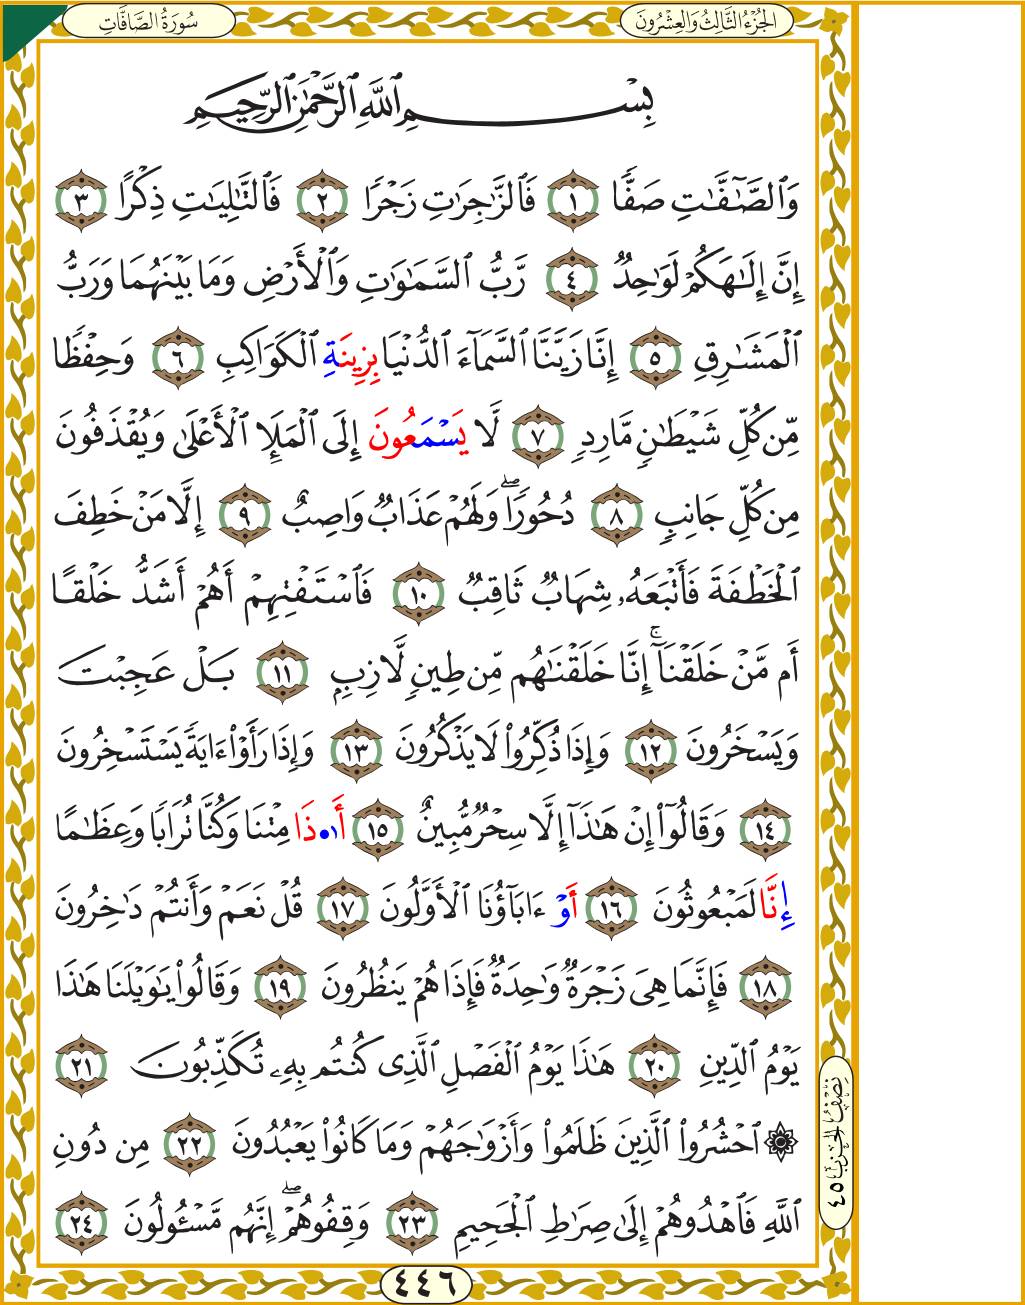 سُورَةُ الصَّافَّاتِ
الجُزْءُ الثَّالِثُ وَالعِشْرُونَ
بِسْمِ ٱللَّهِ ٱلرَّحْمَٰنِ ٱلرَّحِيمِ
وَٱلصَّٰٓفَّٰتِ صَفّٗا ١ فَٱلزَّٰجِرَٰتِ زَجۡرٗا ٢ فَٱلتَّٰلِيَٰتِ ذِكۡرًا ٣
إِنَّ إِلَٰهَكُمۡ لَوَٰحِدٞ ٤ رَّبُّ ٱلسَّمَٰوَٰتِ وَٱلۡأَرۡضِ وَمَا بَيۡنَهُمَا وَرَبُّ
ٱلۡمَشَٰرِقِ ٥ إِنَّا زَيَّنَّا ٱلسَّمَآءَ ٱلدُّنۡيَا بِزِينَةِ ٱلۡكَوَاكِبِ ٦ وَحِفۡظٗا
مِّن كُلِّ شَيۡطَٰنٖ مَّارِدٖ ٧ لَّا يَسۡمَعُونَ إِلَى ٱلۡمَلَإِ ٱلۡأَعۡلَىٰ وَيُقۡذَفُونَ
مِن كُلِّ جَانِبٖ ٨ دُحُورٗاۖ وَلَهُمۡ عَذَابٞ وَاصِبٌ ٩ إِلَّا مَنۡ خَطِفَ
ٱلۡخَطۡفَةَ فَأَتۡبَعَهُۥ شِهَابٞ ثَاقِبٞ ١٠ فَٱسۡتَفۡتِهِمۡ أَهُمۡ أَشَدُّ خَلۡقًا
أَم مَّنۡ خَلَقۡنَآۚ إِنَّا خَلَقۡنَٰهُم مِّن طِينٖ لَّازِبِۭ ١١ بَلۡ عَجِبۡتَ
وَيَسۡخَرُونَ ١٢ وَإِذَا ذُكِّرُواْ لَا يَذۡكُرُونَ ١٣ وَإِذَا رَأَوۡاْ ءَايَةٗ يَسۡتَسۡخِرُونَ
١٤ وَقَالُوٓاْ إِنۡ هَٰذَآ إِلَّا سِحۡرٞ مُّبِينٌ ١٥ أَ۟ذَا مِتۡنَا وَكُنَّا تُرَابٗا وَعِظَٰمًا
إِنَّا لَمَبۡعُوثُونَ ١٦ أَوۡ ءَابَآؤُنَا ٱلۡأَوَّلُونَ ١٧ قُلۡ نَعَمۡ وَأَنتُمۡ دَٰخِرُونَ
١٨ فَإِنَّمَا هِيَ زَجۡرَةٞ وَٰحِدَةٞ فَإِذَا هُمۡ يَنظُرُونَ ١٩ وَقَالُواْ يَٰوَيۡلَنَا هَٰذَا
يَوۡمُ ٱلدِّينِ ٢٠ هَٰذَا يَوۡمُ ٱلۡفَصۡلِ ٱلَّذِي كُنتُم بِهِۦ تُكَذِّبُونَ ٢١
۞ ٱحۡشُرُواْ ٱلَّذِينَ ظَلَمُواْ وَأَزۡوَٰجَهُمۡ وَمَا كَانُواْ يَعۡبُدُونَ ٢٢ مِن دُونِ
ٱللَّهِ فَٱهۡدُوهُمۡ إِلَىٰ صِرَٰطِ ٱلۡجَحِيمِ ٢٣ وَقِفُوهُمۡۖ إِنَّهُم مَّسۡـُٔولُونَ ٢٤
نِصْفُ الحِزْبِ ٤٥
٤٤٦